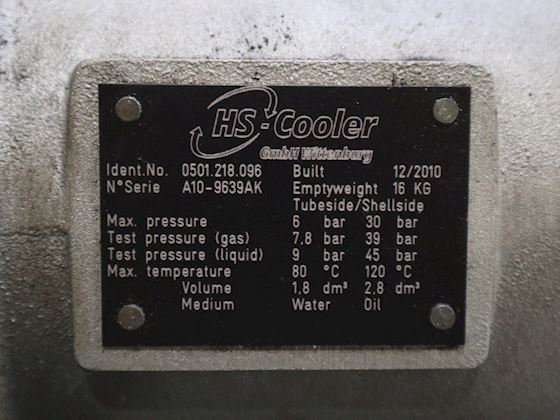 HS-Cooler
GmbH Wittenburg
Ident.No. 0501.218.096 Built 12/2010
N°Serie A10-9639AK Emptyweight 16 KG
Tubeside/Shellside
Max. pressure 6 bar 30 bar
Test pressure (gas) 7.8 bar 39 bar
Test pressure (liquid) 9 bar 45 bar
Max. temperature 80 °C 120 °C
Volume 1,8 dm³ 2,8 dm³
Medium Water Oil